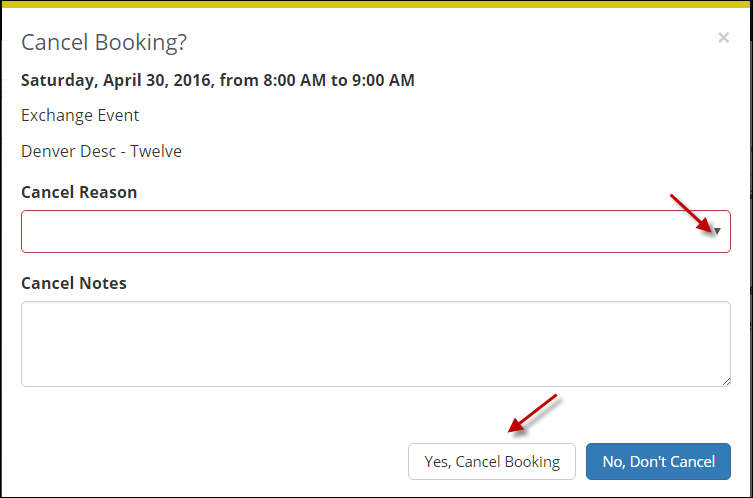 Cancel Booking?
×
Saturday, April 30, 2016, from 8:00 AM to 9:00 AM
Exchange Event
Denver Desc - Twelve
Cancel Reason
Cancel Notes
Yes, Cancel Booking
No, Don't Cancel